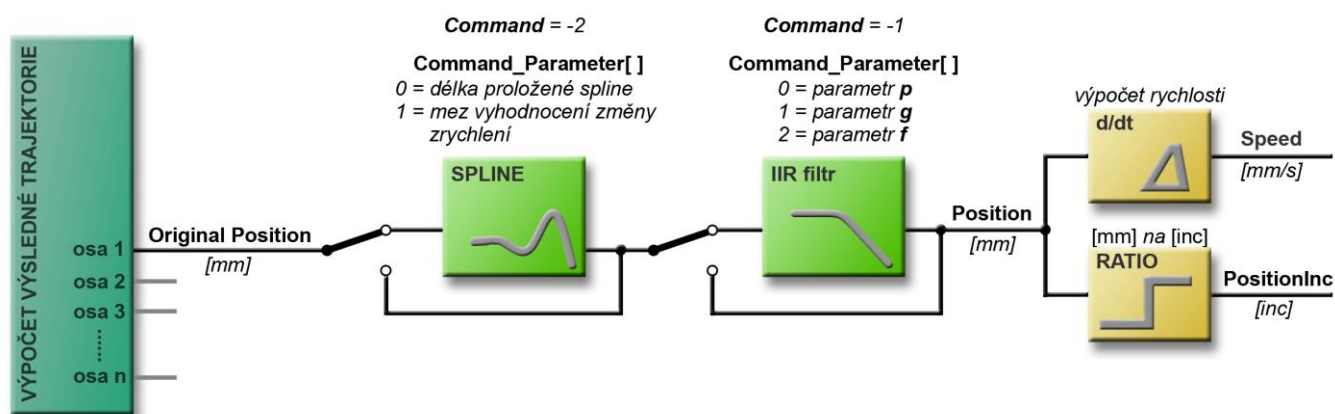 VÝPOČET VÝSLEDNÉ TRAJEKTORIE
osa 1
osa 2
osa 3
......
osa n
Original Position
[mm]
Command = -2
Command_Parameter[ ]
0 = délka proložené spline
1 = mez vyhodnocení změny
zrychlení
SPLINE
Command = -1
Command_Parameter[ ]
0 = parametr p
1 = parametr g
2 = parametr f
IIR filtr
Position
[mm]
výpočet rychlosti
d/dt
Speed
[mm/s]
[mm] na [inc]
RATIO
PositionInc
[inc]